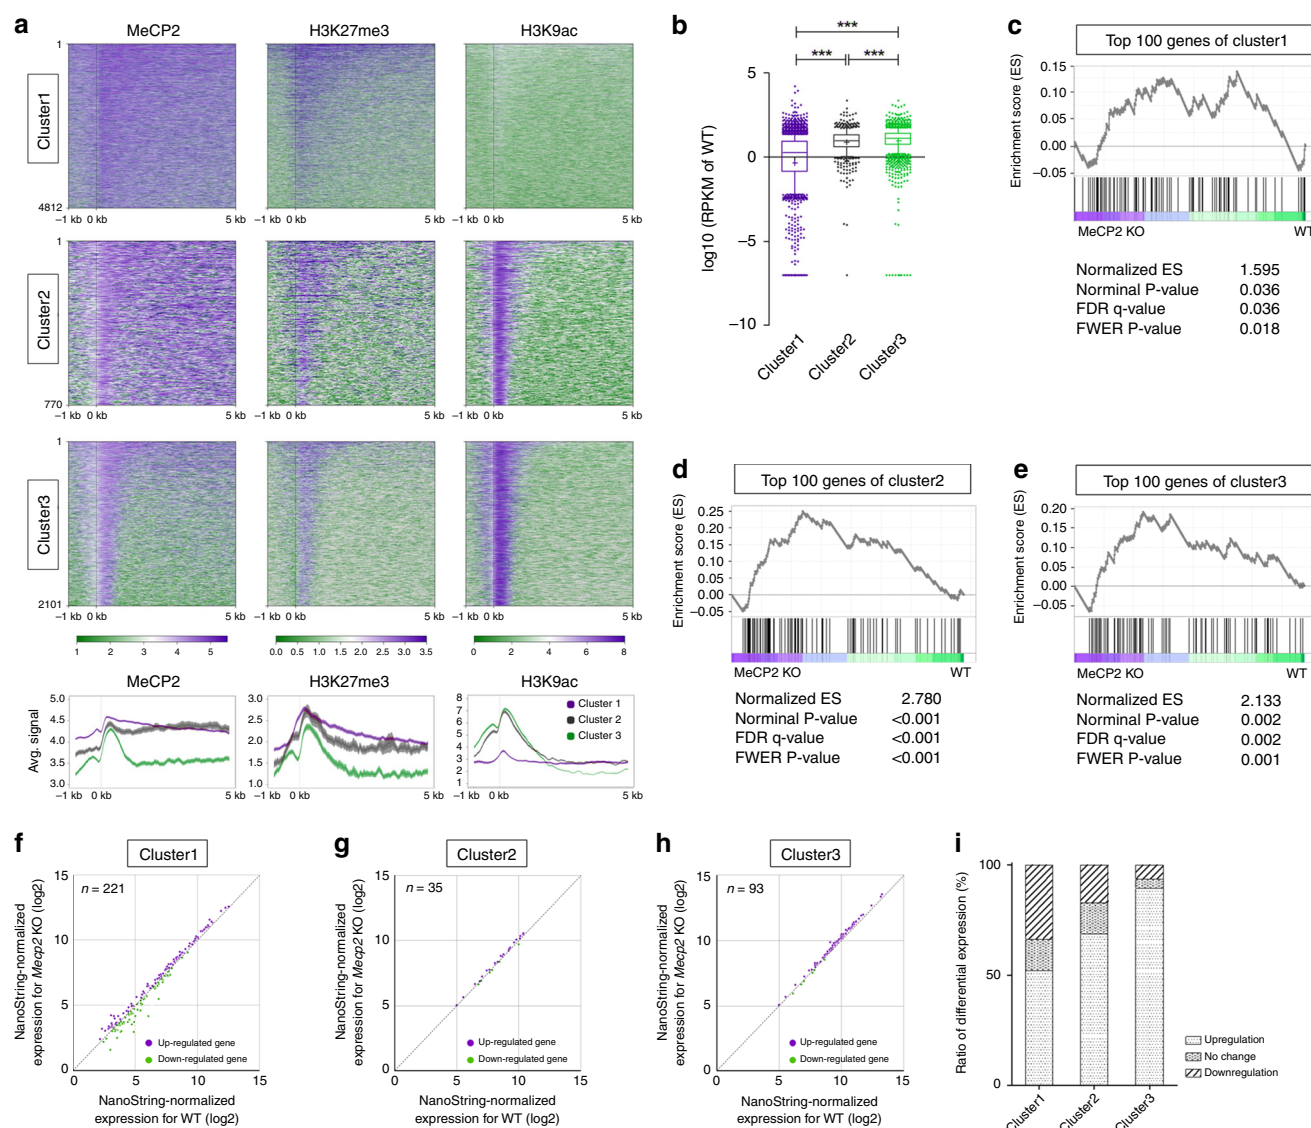 a
MeCP2
H3K27me3
H3K9ac
Cluster1
1
4812
−1 kb 0 kb 5 kb
−1 kb 0 kb 5 kb
−1 kb 0 kb 5 kb
Cluster2
1
770
−1 kb 0 kb 5 kb
−1 kb 0 kb 5 kb
−1 kb 0 kb 5 kb
Cluster3
1
2101
−1 kb 0 kb 5 kb
−1 kb 0 kb 5 kb
−1 kb 0 kb 5 kb
1 2 3 4 5
0.0 0.5 1.0 1.5 2.0 2.5 3.0 3.5
0 2 4 6 8
MeCP2
H3K27me3
H3K9ac
Avg. signal
5.0
4.5
4.0
3.5
3.0
−1 kb 0 kb 5 kb
3.0
2.5
2.0
1.5
1.0
−1 kb 0 kb 5 kb
8
7
6
5
4
3
2
1
−1 kb 0 kb 5 kb
Cluster 1
Cluster 2
Cluster 3
b
***
*** ***
log10 (RPKM of WT)
5
0
−5
−10
Cluster1
Cluster2
Cluster3
c
Top 100 genes of cluster1
Enrichment score (ES)
0.15
0.10
0.05
0.00
−0.05
MeCP2 KO WT
Normalized ES 1.595
Norminal P-value 0.036
FDR q-value 0.036
FWER P-value 0.018
d
Top 100 genes of cluster2
Enrichment score (ES)
0.25
0.20
0.15
0.10
0.05
0.00
−0.05
MeCP2 KO WT
Normalized ES 2.780
Norminal P-value <0.001
FDR q-value <0.001
FWER P-value <0.001
e
Top 100 genes of cluster3
Enrichment score (ES)
0.20
0.15
0.10
0.05
0.00
−0.05
MeCP2 KO WT
Normalized ES 2.133
Norminal P-value 0.002
FDR q-value 0.002
FWER P-value 0.001
f
Cluster1
NanoString-normalized
expression for Mecp2 KO (log2)
n = 221
15
10
5
0
Up-regulated gene
Down-regulated gene
0 5 10 15
NanoString-normalized
expression for WT (log2)
g
Cluster2
NanoString-normalized
expression for Mecp2 KO (log2)
n = 35
15
10
5
0
Up-regulated gene
Down-regulated gene
0 5 10 15
NanoString-normalized
expression for WT (log2)
h
Cluster3
NanoString-normalized
expression for Mecp2 KO (log2)
n = 93
15
10
5
0
Up-regulated gene
Down-regulated gene
0 5 10 15
NanoString-normalized
expression for WT (log2)
i
Ratio of differential expression (%)
100
50
0
Upregulation
No change
Downregulation
Cluster1
Cluster2
Cluster3